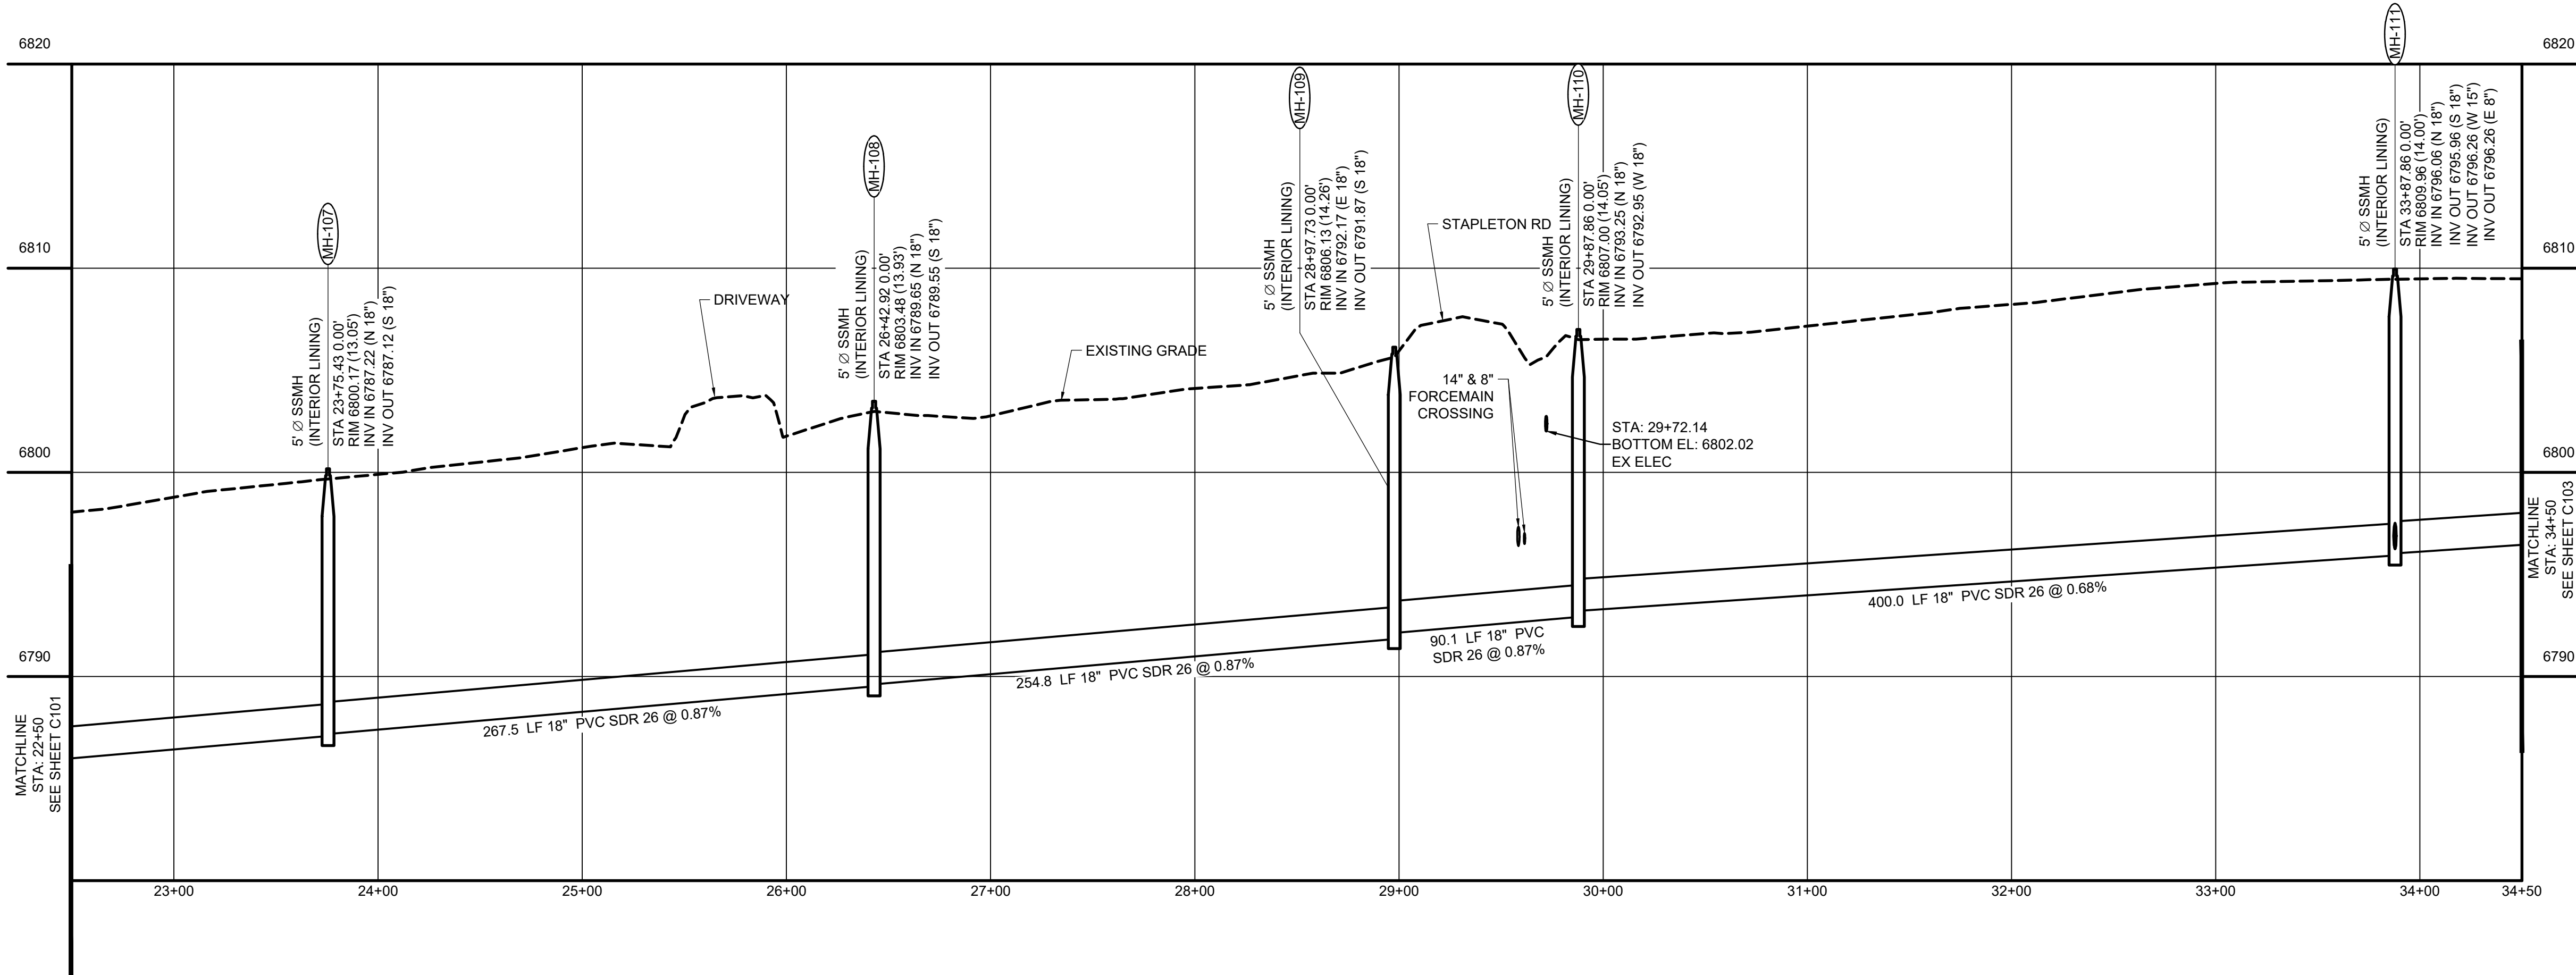 6820
6810
6800
6790
MATCHLINE
STA: 22+50
SEE SHEET C101
MH-107
5' Ø SSMH
(INTERIOR LINING)
STA 23+75.43 0.00'
RIM 6800.17 (13.05')
INV IN 6787.22 (N 18")
INV OUT 6787.12 (S 18")
DRIVEWAY
MH-108
5' Ø SSMH
(INTERIOR LINING)
STA 26+42.92 0.00'
RIM 6803.48 (13.93')
INV IN 6789.65 (N 18")
INV OUT 6789.55 (S 18")
EXISTING GRADE
MH-109
5' Ø SSMH
(INTERIOR LINING)
STA 28+97.73 0.00'
RIM 6806.13 (14.26')
INV IN 6792.17 (E 18")
INV OUT 6791.87 (S 18")
STAPLETON RD
14" & 8"
FORCEMAIN
CROSSING
MH-110
5' Ø SSMH
(INTERIOR LINING)
STA 29+87.86 0.00'
RIM 6807.00 (14.05')
INV IN 6793.25 (N 18")
INV OUT 6792.95 (W 18")
STA: 29+72.14
BOTTOM EL: 6802.02
EX ELEC
MH-111
5' Ø SSMH
(INTERIOR LINING)
STA 33+87.86 0.00'
RIM 6809.96 (14.00')
INV IN 6796.06 (N 18")
INV OUT 6795.96 (S 18")
INV OUT 6796.26 (W 15")
INV OUT 6796.26 (E 8")
267.5 LF 18" PVC SDR 26 @ 0.87%
254.8 LF 18" PVC SDR 26 @ 0.87%
90.1 LF 18" PVC
SDR 26 @ 0.87%
400.0 LF 18" PVC SDR 26 @ 0.68%
6820
6810
6800
6790
MATCHLINE
STA: 34+50
SEE SHEET C103
23+00
24+00
25+00
26+00
27+00
28+00
29+00
30+00
31+00
32+00
33+00
34+00
34+50